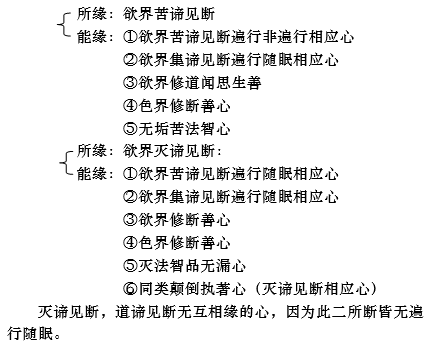 所缘：欲界苦谛见断
能缘：①欲界苦谛见断遍行非遍行相应心
②欲界集谛见断遍行随眠相应心
③欲界修道闻思生善
④色界修断善心
⑤无垢苦法智心
所缘：欲界灭谛见断：
能缘：①欲界苦谛见断遍行随眠相应心
②欲界集谛见断遍行随眠相应心
③欲界修断善心
④色界修断善心
⑤灭法智品无漏心
⑥同类颠倒执著心（灭谛见断相应心）
灭谛见断，道谛见断无互相缘的心，因为此二所断皆无遍
行随眠。